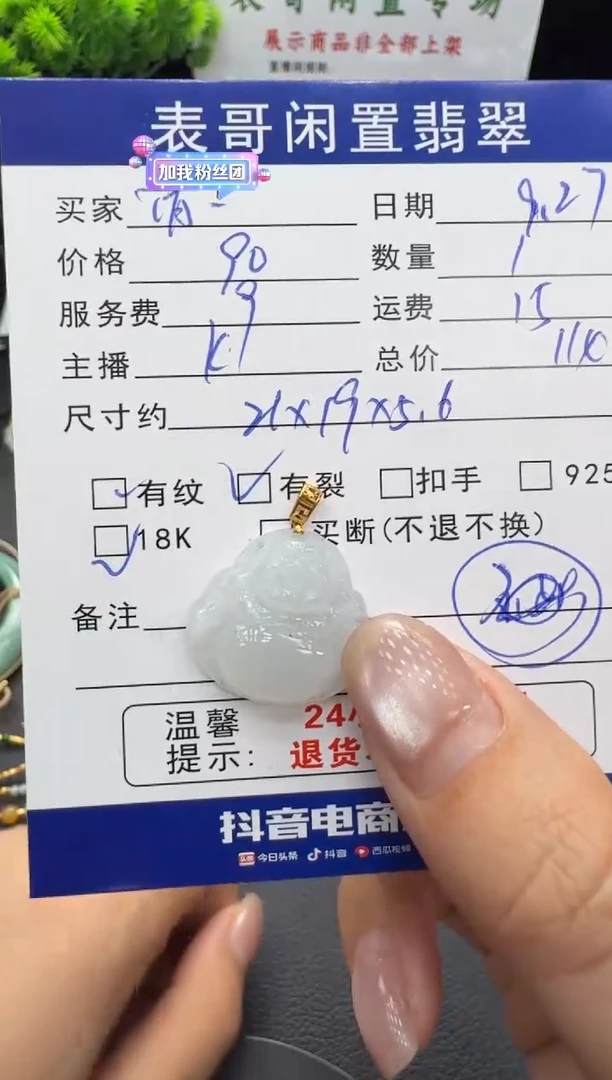 表哥闲置专场
展示商品非全部上架
表哥闲置翡翠
加我粉丝团
买家 日期 9.27
价格 90 数量 1
服务费 9 运费 15
主播 K1 总价
尺寸约 21x19x5.6
有纹 有裂 扣手 925
18K 买断(不退不换)
备注
温馨 24
提示: 退货
抖音电商
头条 今日头条 抖音 西瓜视频